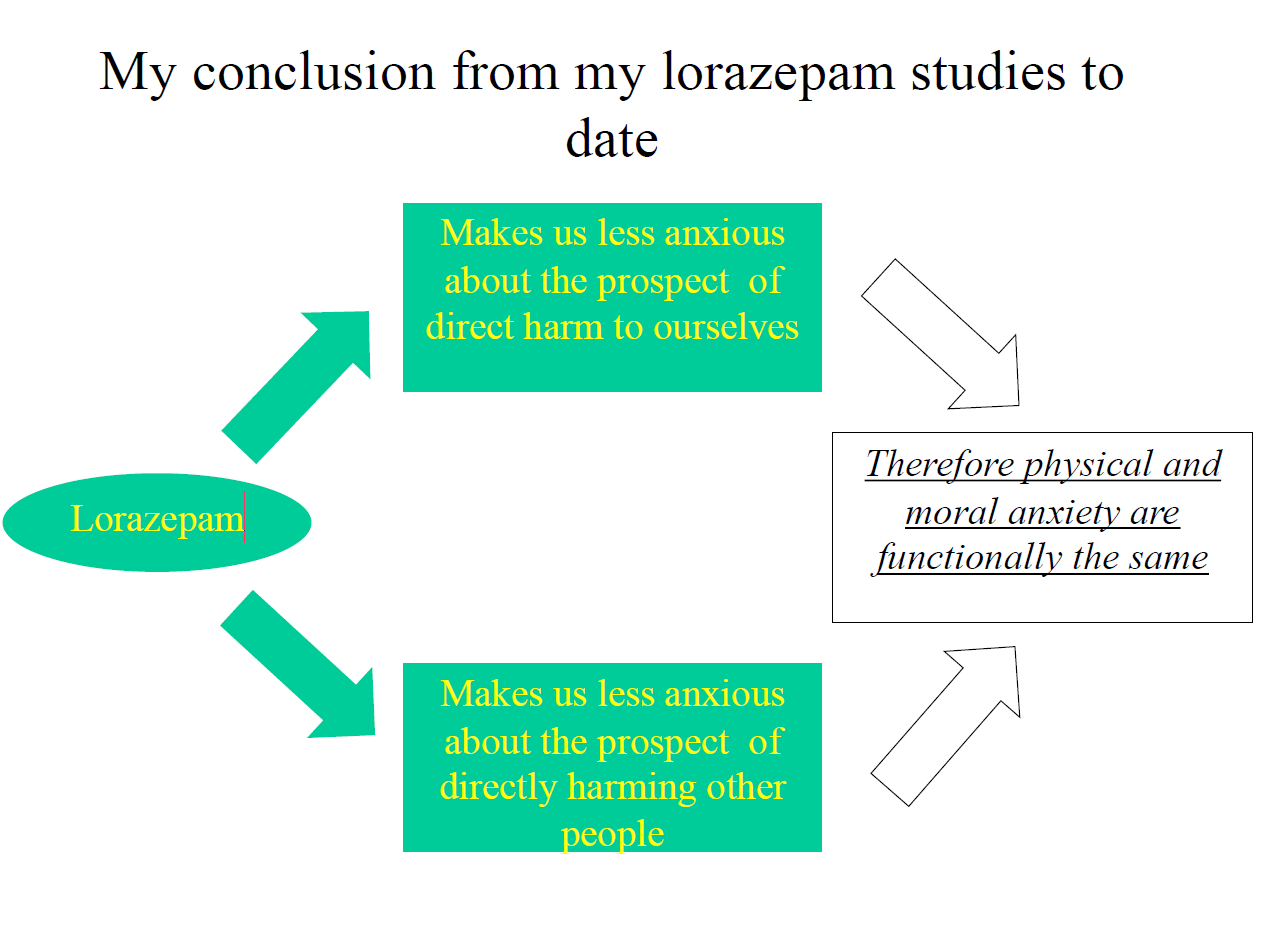 My conclusion from my lorazepam studies to
date
Makes us less anxious
about the prospect  of
direct harm to ourselves
Therefore physical and
moral anxiety are
functionally the same
Lorazepam
Makes us less anxious
about the prospect  of
directly harming other
people